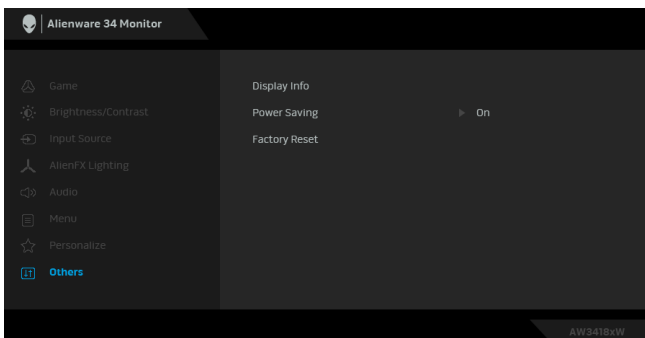 Alienware 34 Monitor
Game
Display Info
Brightness/Contrast
Power Saving
On
Input Source
Factory Reset
AlienFX Lighting
Audio
Menu
Personalize
Others
AW3418xW